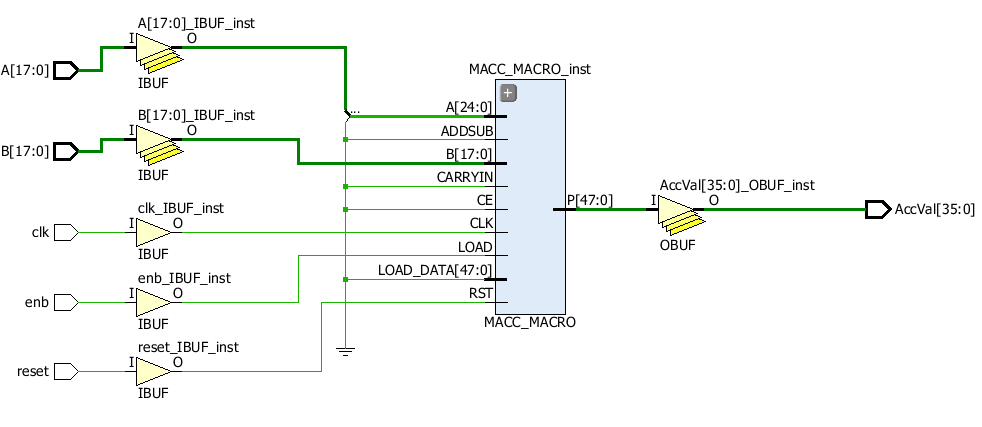 A[17:0]_IBUF_inst
I
O
A[17:0]
IBUF
MACC_MACRO_inst
+
A[24:0]
...
B[17:0]_IBUF_inst
I
O
B[17:0]
IBUF
ADDSUB
B[17:0]
CARRYIN
CE
CLK
LOAD
LOAD_DATA[47:0]
RST
MACC_MACRO
P[47:0]
AccVal[35:0]_OBUF_inst
I
O
OBUF
AccVal[35:0]
clk_IBUF_inst
I
O
clk
IBUF
enb_IBUF_inst
I
O
enb
IBUF
reset_IBUF_inst
I
O
reset
IBUF